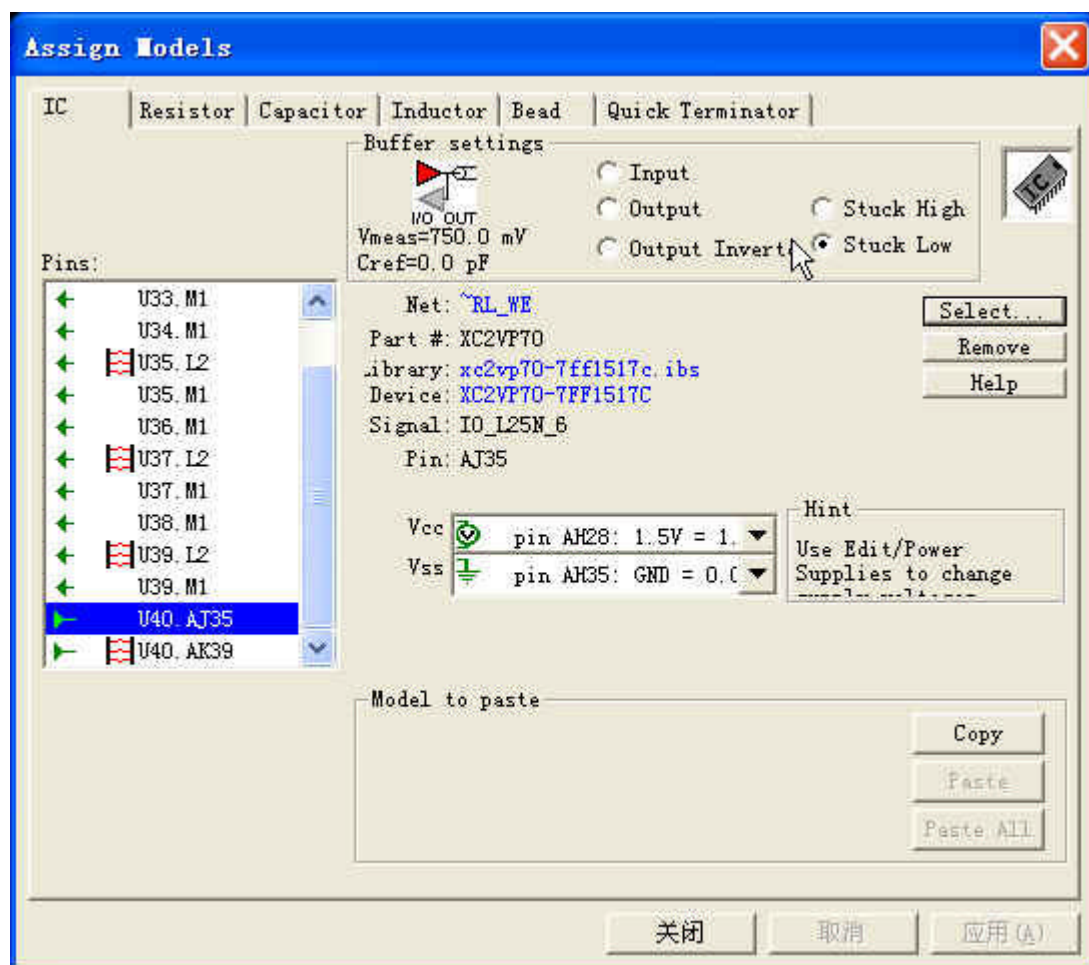 Assign Models
IC Resistor Capacitor Inductor Bead Quick Terminator
Buffer settings
Input
Output Stuck High
Output Invert Stuck Low
I/O OUT
Vmeas=750.0 mV
Cref=0.0 pF
IC
Pins:
U33.M1
U34.M1
U35.L2
U35.M1
U36.M1
U37.L2
U37.M1
U38.M1
U39.L2
U39.M1
U40.AJ35
U40.AK39
Net: ~RL_WE
Part #: XC2VP70
ibrary: xc2vp70-7ff1517c.ibs
Device: XC2VP70-7FF1517C
Signal: IO_L25N_6
Pin: AJ35
Select...
Remove
Help
Vcc pin AH28: 1.5V = 1.
Vss pin AH35: GND = 0.0
Hint
Use Edit/Power
Supplies to change
Model to paste
Copy
Paste
Paste All
关闭 取消 应用(A)